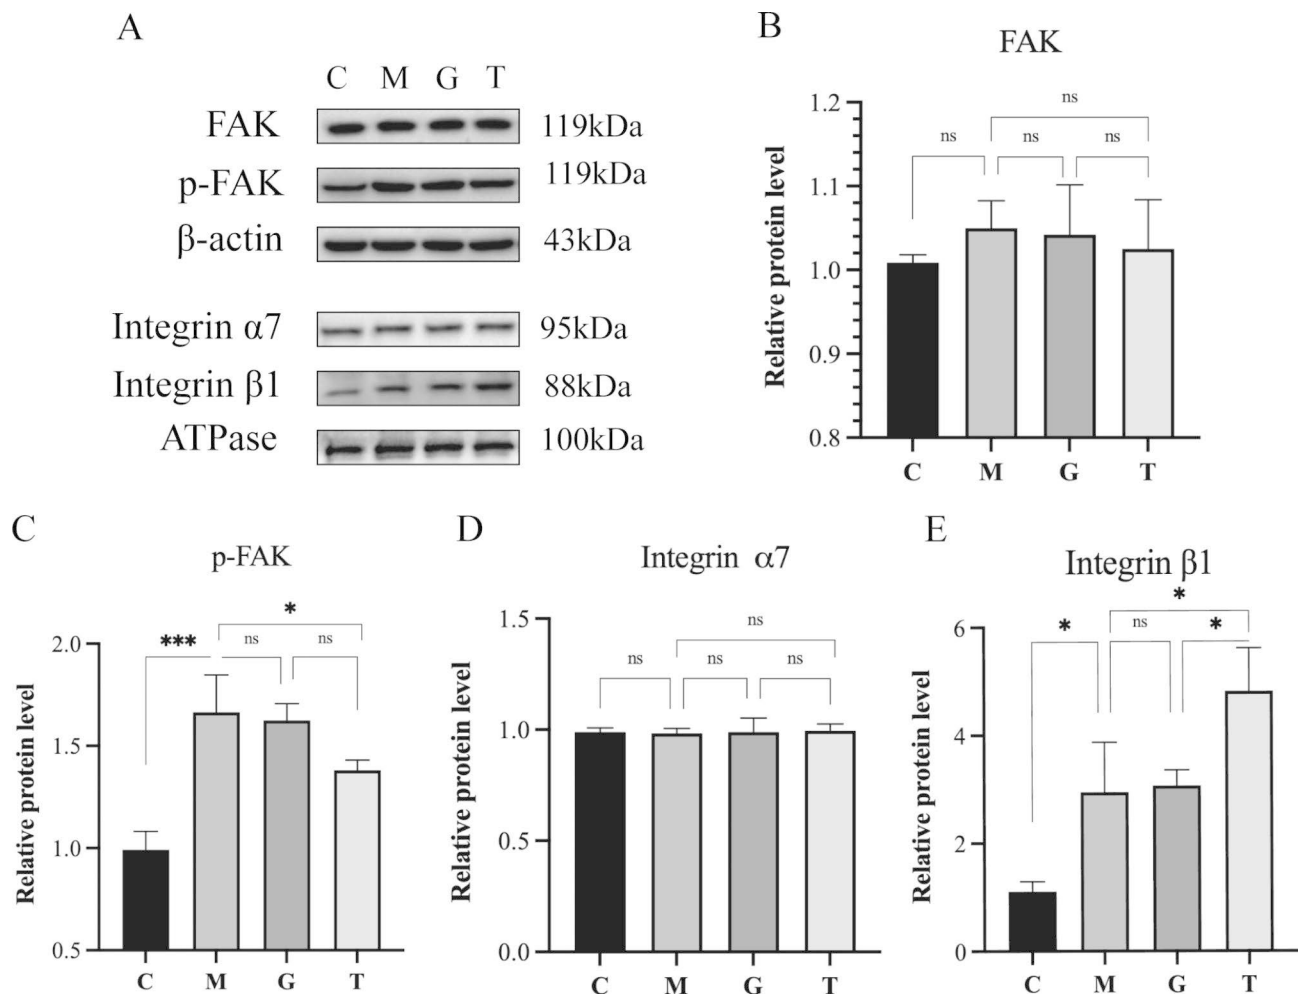 A
C M G T
FAK 119kDa
p-FAK 119kDa
β-actin 43kDa
Integrin α7 95kDa
Integrin β1 88kDa
ATPase 100kDa
B
FAK
Relative protein level
1.2
1.1
1.0
0.9
0.8
ns
ns ns ns
C M G T
C
p-FAK
Relative protein level
2.0
1.5
1.0
0.5
*
*** ns ns
C M G T
D
Integrin α7
Relative protein level
1.5
1.0
0.5
0.0
ns
ns ns ns
C M G T
E
Integrin β1
Relative protein level
6
4
2
0
*
* ns *
C M G T